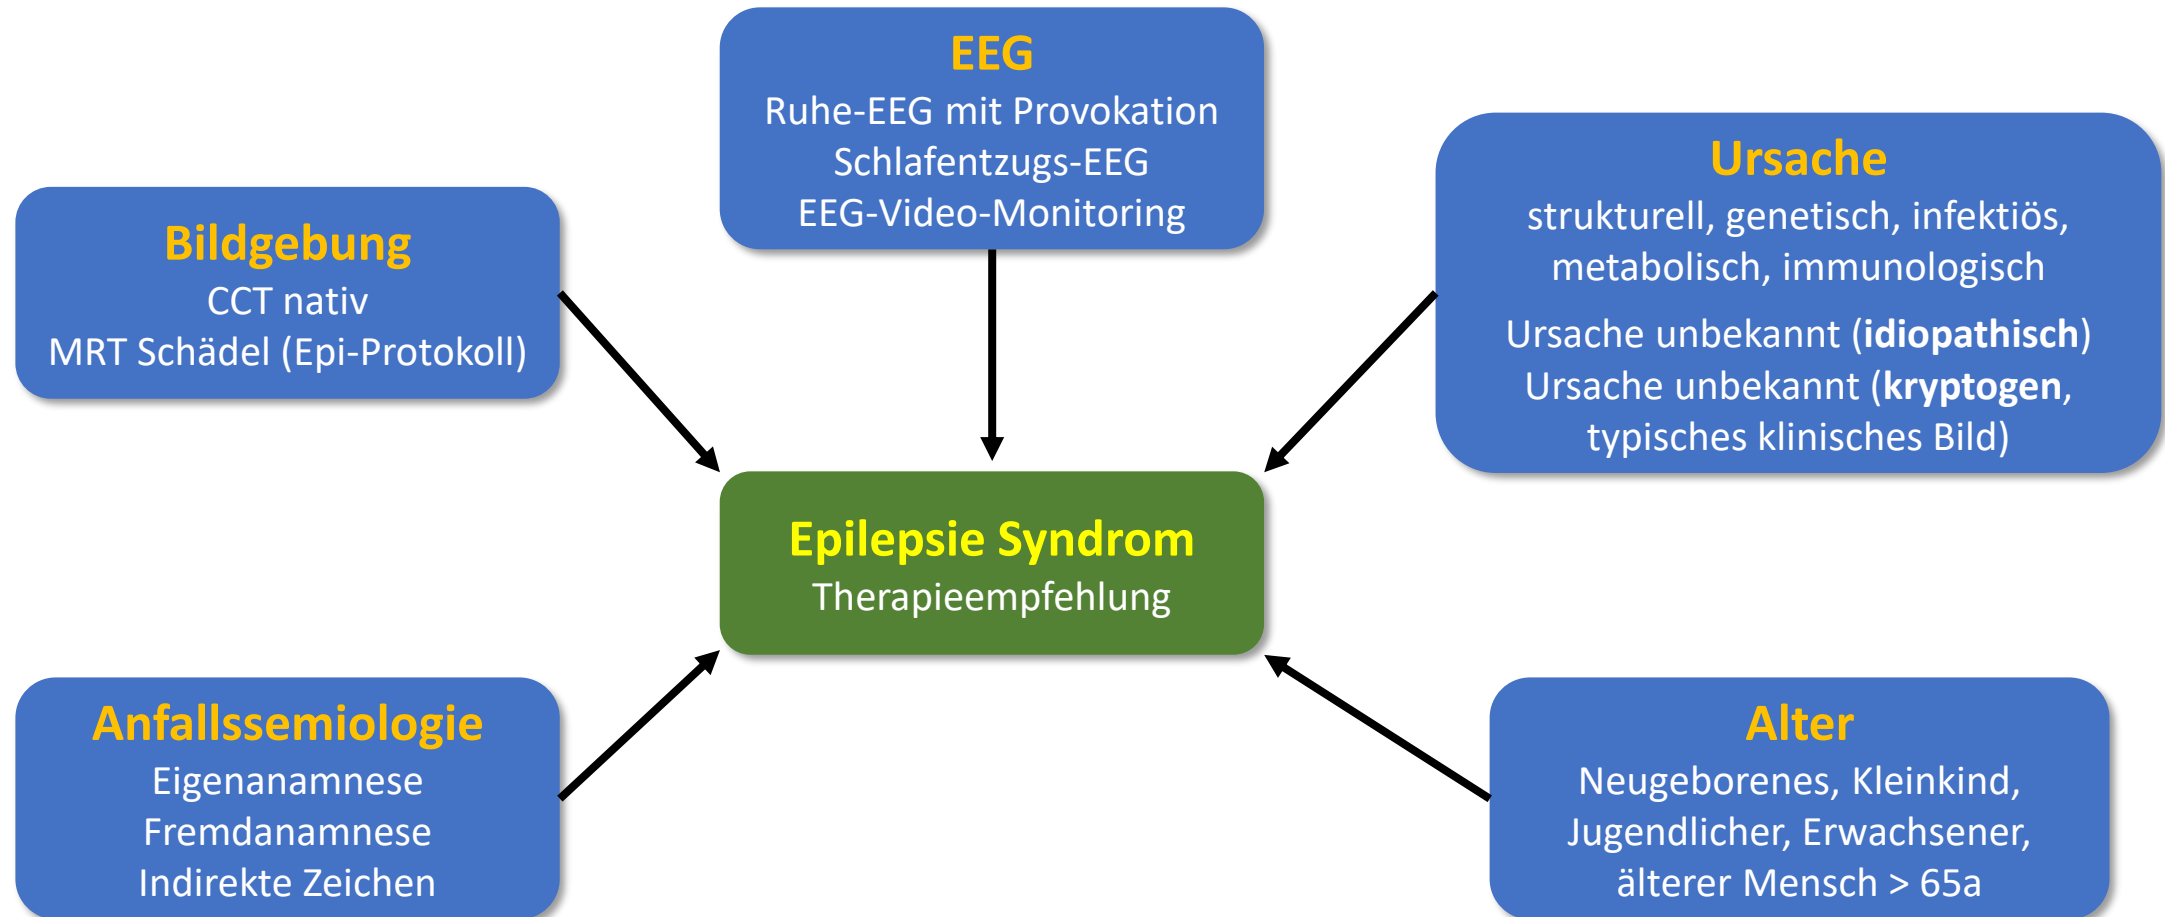 EEG
Ruhe-EEG mit Provokation
Schlafentzugs-EEG
EEG-Video-Monitoring
Bildgebung
CCT nativ
MRT Schädel (Epi-Protokoll)
Ursache
strukturell, genetisch, infektiös,
metabolisch, immunologisch
Ursache unbekannt (idiopathisch)
Ursache unbekannt (kryptogen,
typisches klinisches Bild)
Epilepsie Syndrom
Therapieempfehlung
Anfallssemiologie
Eigenanamnese
Fremdanamnese
Indirekte Zeichen
Alter
Neugeborenes, Kleinkind,
Jugendlicher, Erwachsener,
älterer Mensch > 65a